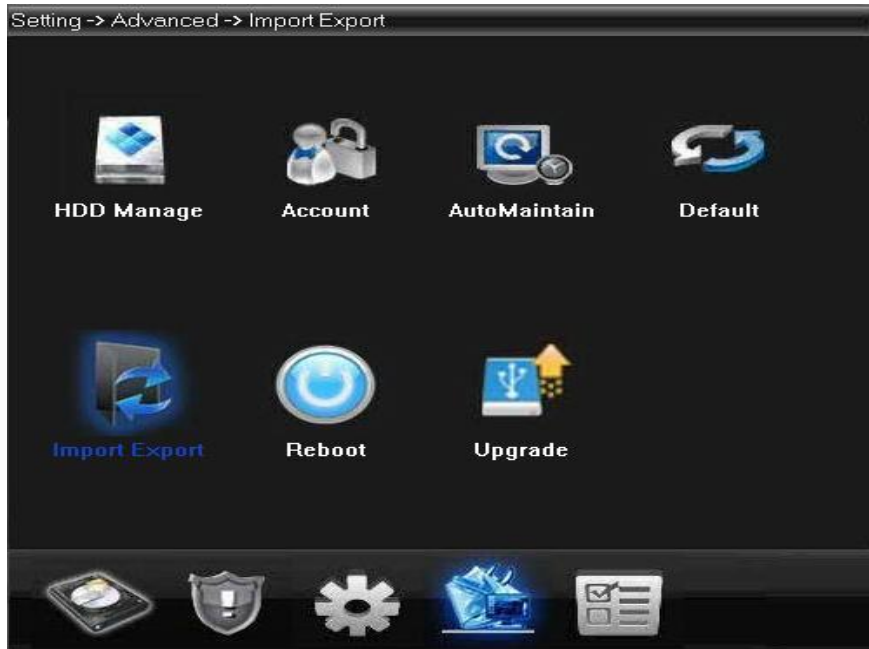 Setting -> Advanced -> Import Export
HDD Manage
Account
AutoMaintain
Default
Import Export
Reboot
Upgrade